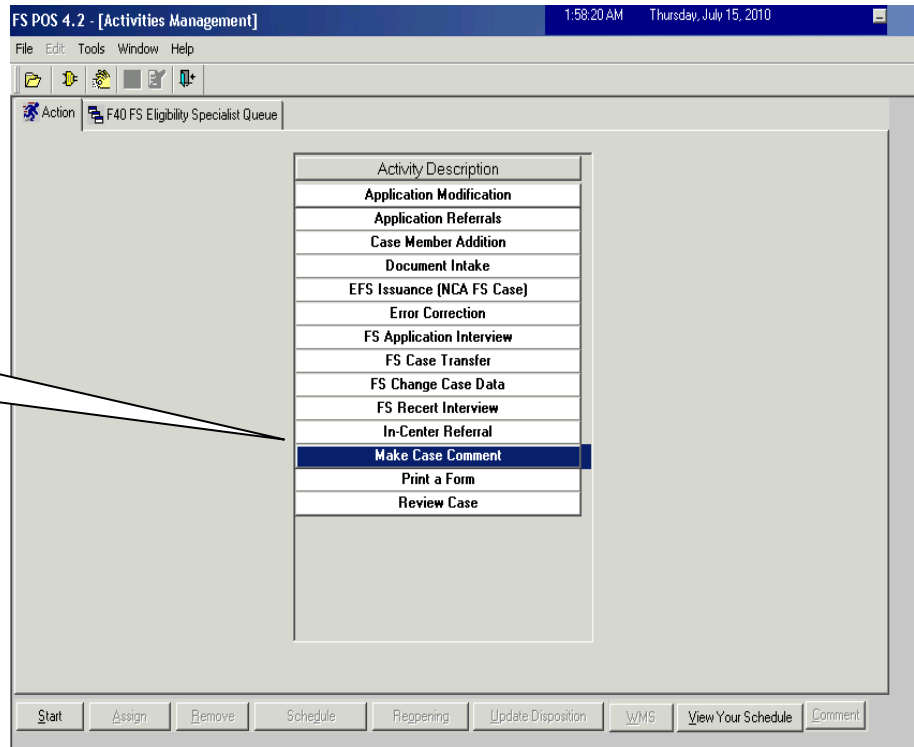 FS POS 4.2 - [Activities Management] 1:58:20 AM Thursday, July 15, 2010
File Edit Tools Window Help
Action F40 FS Eligibility Specialist Queue
Activity Description
Application Modification
Application Referrals
Case Member Addition
Document Intake
EFS Issuance (NCA FS Case)
Error Correction
FS Application Interview
FS Case Transfer
FS Change Case Data
FS Recert Interview
In-Center Referral
Make Case Comment
Print a Form
Review Case
Start Assign Remove Schedule Reopening Update Disposition WMS View Your Schedule Comment